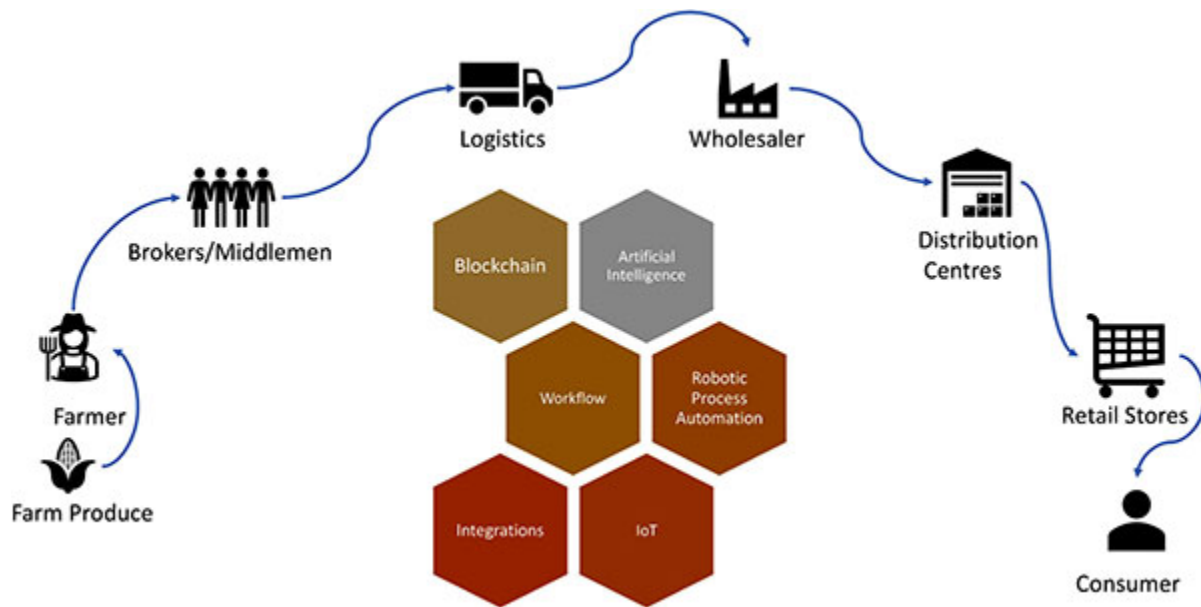 Logistics
Wholesaler
Brokers/Middlemen
Distribution
Centres
Farmer
Farm Produce
Retail Stores
Consumer
Blockchain
Artificial
Intelligence
Workflow
Robotic
Process
Automation
Integrations
IoT